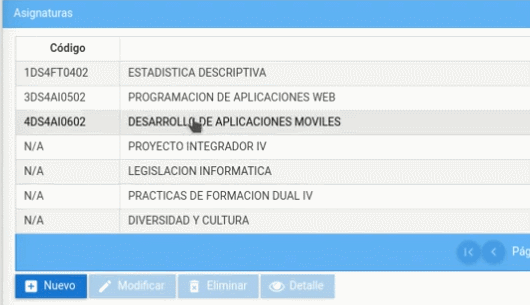 Asignaturas
Código
1DS4FT0402 ESTADISTICA DESCRIPTIVA
3DS4AI0502 PROGRAMACION DE APLICACIONES WEB
4DS4AI0602 DESARROLLO DE APLICACIONES MOVILES
N/A PROYECTO INTEGRADOR IV
N/A LEGISLACION INFORMATICA
N/A PRACTICAS DE FORMACION DUAL IV
N/A DIVERSIDAD Y CULTURA
Pág
Nuevo Modificar Eliminar Detalle